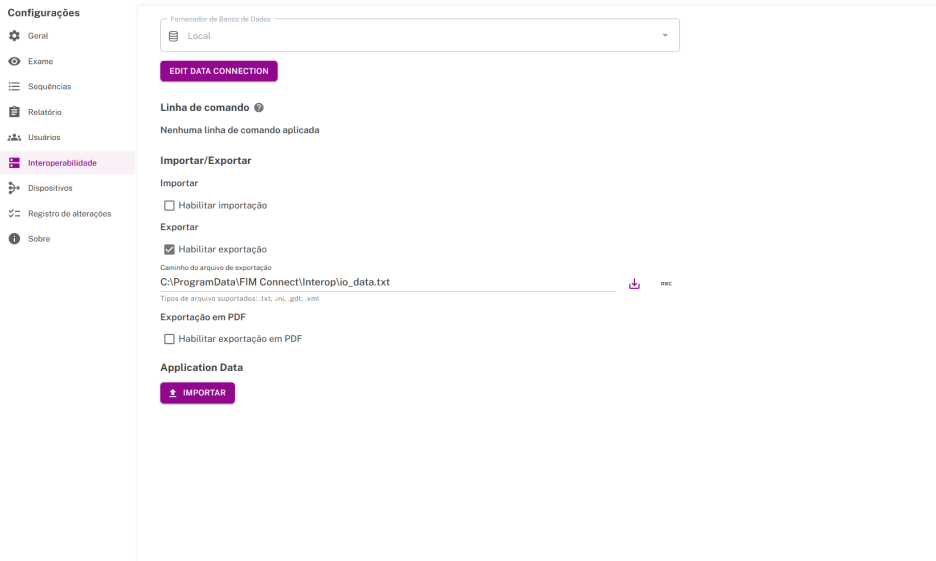 Configurações
Geral
Exame
Sequências
Relatório
Usuários
Interoperabilidade
Dispositivos
Registro de alterações
Sobre
Fornecedor de Banco de Dados
Local
EDIT DATA CONNECTION
Linha de comando
Nenhuma linha de comando aplicada
Importar/Exportar
Importar
Habilitar importação
Exportar
Habilitar exportação
Caminho do arquivo de exportação
C:\ProgramData\FIM Connect\Interop\io_data.txt
Tipos de arquivo suportados: .txt, .ini, .gdt, .xml
Exportação em PDF
Habilitar exportação em PDF
Application Data
IMPORTAR